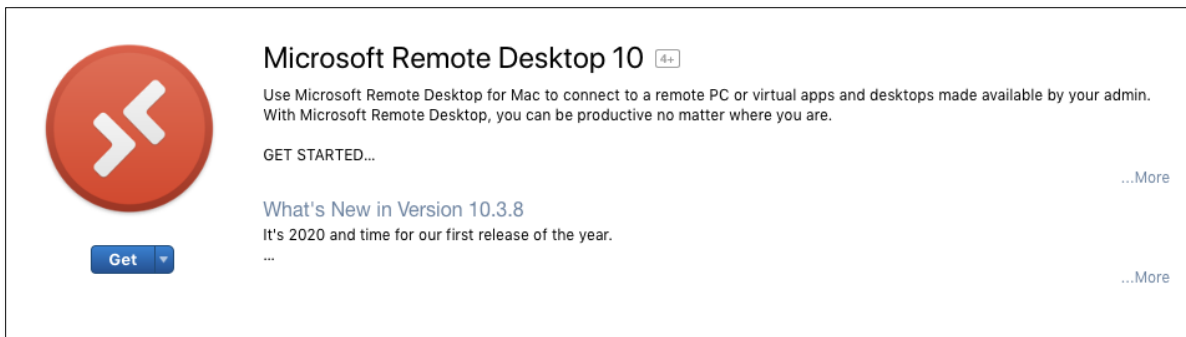 Microsoft Remote Desktop 10 4+
Use Microsoft Remote Desktop for Mac to connect to a remote PC or virtual apps and desktops made available by your admin.
With Microsoft Remote Desktop, you can be productive no matter where you are.
GET STARTED...
...More
What's New in Version 10.3.8
It's 2020 and time for our first release of the year.
Get
...
...More